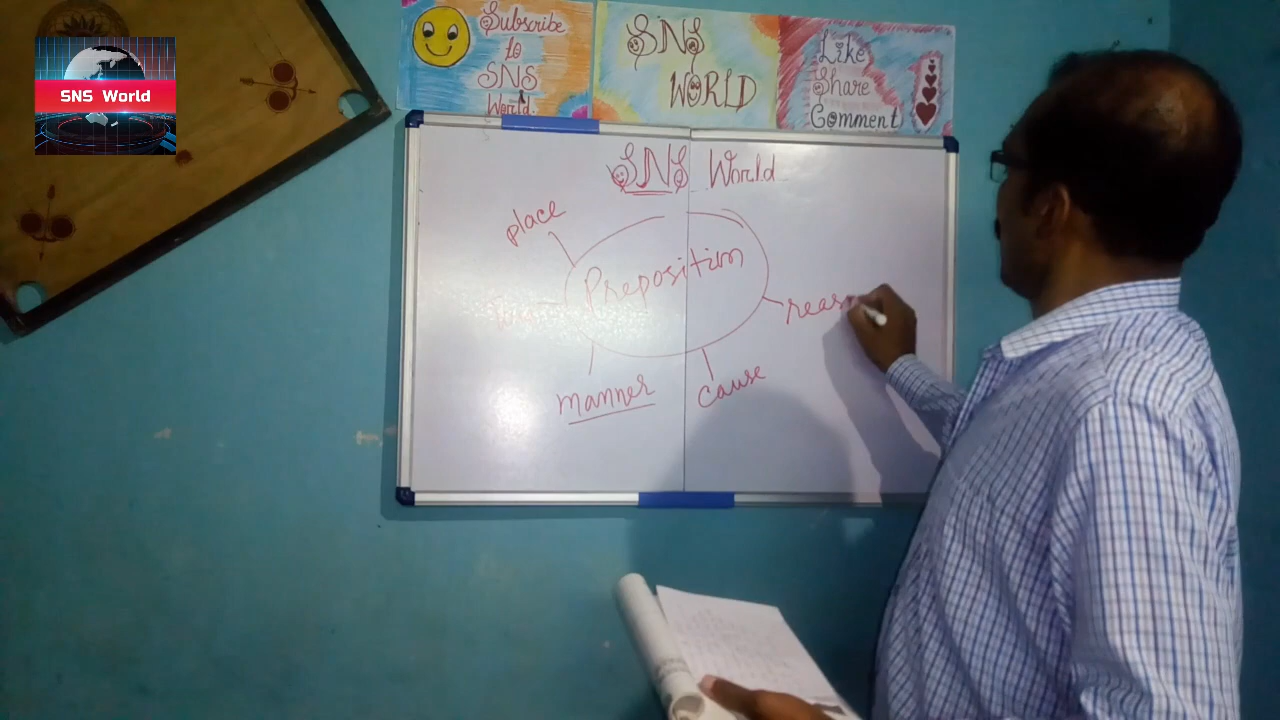 SNS World
Subscribe
to
SNS
World
SNS
WORLD
Like
Share
Comment
SNS World
place
Preposition
reas
manner
cause